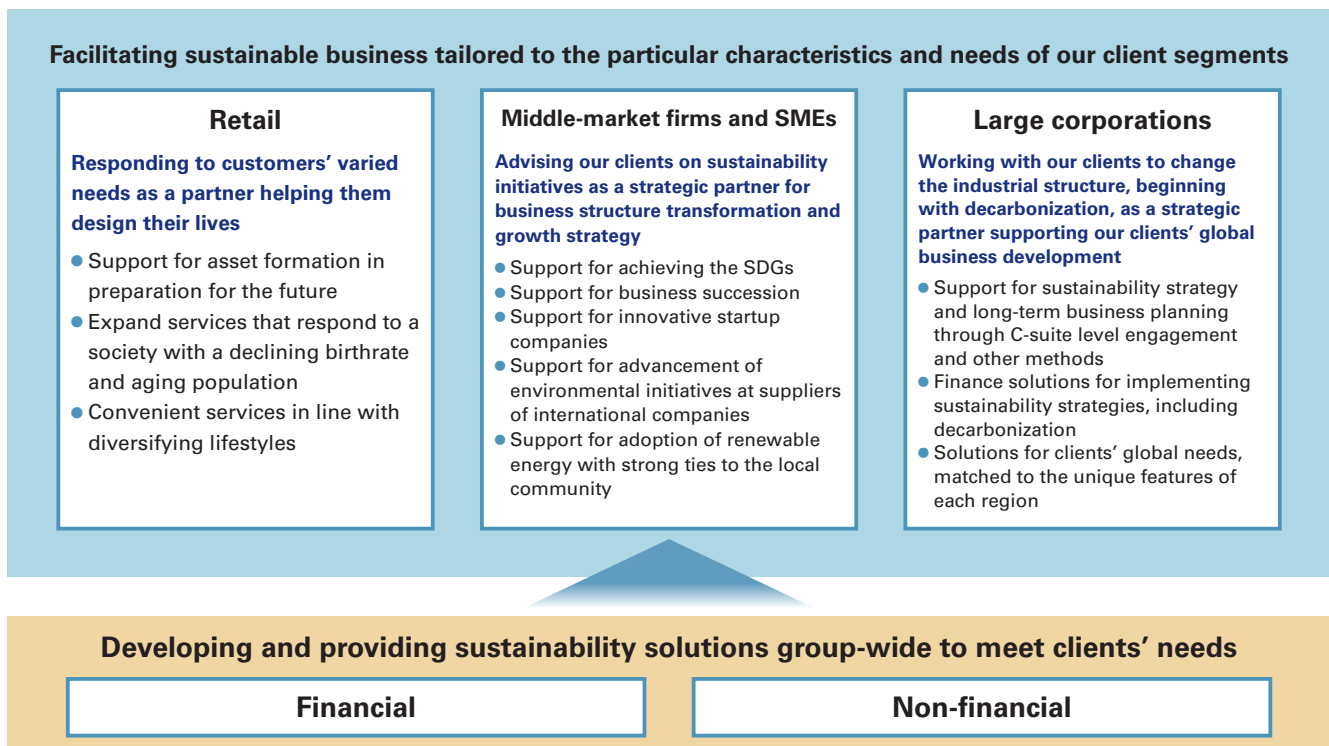 Facilitating sustainable business tailored to the particular characteristics and needs of our client segments
Retail
Responding to customers’ varied
needs as a partner helping them
design their lives
● Support for asset formation in
preparation for the future
● Expand services that respond to a
society with a declining birthrate
and aging population
● Convenient services in line with
diversifying lifestyles
Middle-market firms and SMEs
Advising our clients on sustainability
initiatives as a strategic partner for
business structure transformation and
growth strategy
● Support for achieving the SDGs
● Support for business succession
● Support for innovative startup
companies
● Support for advancement of
environmental initiatives at suppliers
of international companies
● Support for adoption of renewable
energy with strong ties to the local
community
Large corporations
Working with our clients to change
the industrial structure, beginning
with decarbonization, as a strategic
partner supporting our clients’ global
business development
● Support for sustainability strategy
and long-term business planning
through C-suite level engagement
and other methods
● Finance solutions for implementing
sustainability strategies, including
decarbonization
● Solutions for clients’ global needs,
matched to the unique features of
each region
Developing and providing sustainability solutions group-wide to meet clients’ needs
Financial
Non-financial